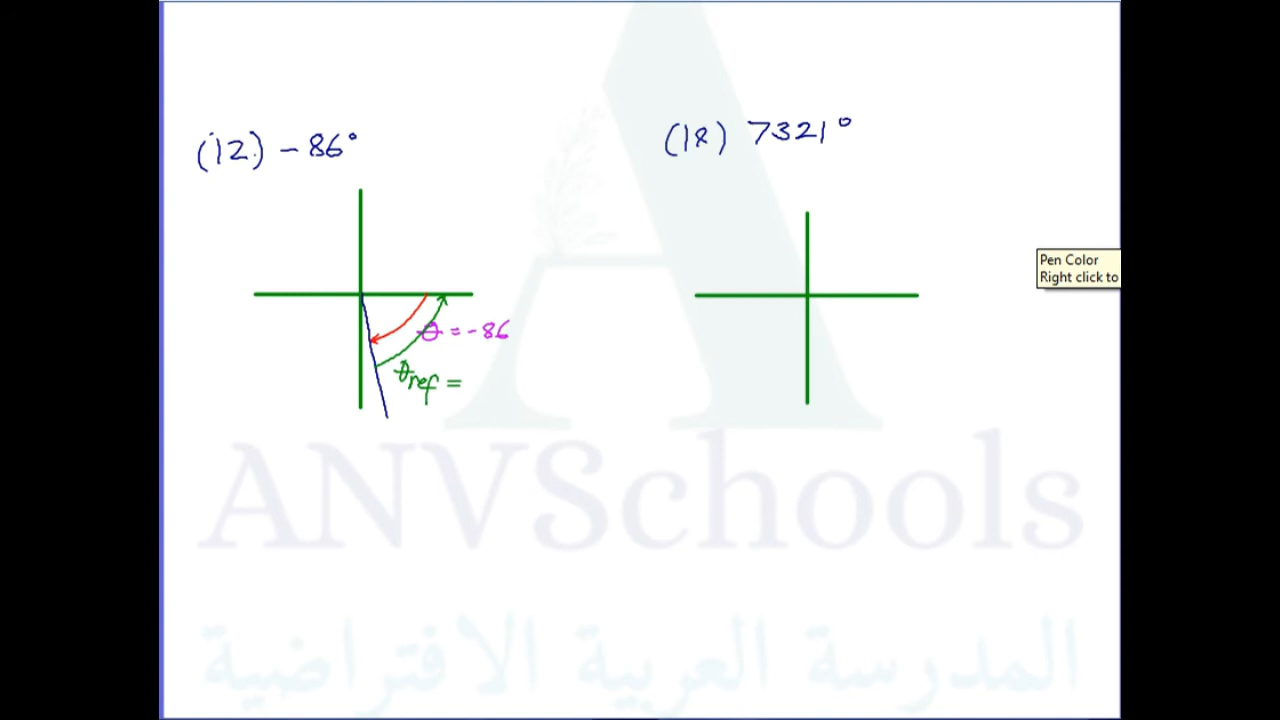 (12) -86°
(18) 7321°
Pen Color
Right click to
θ = -86
θref =
ANVSchools
المدرسة العربية الافتراضية